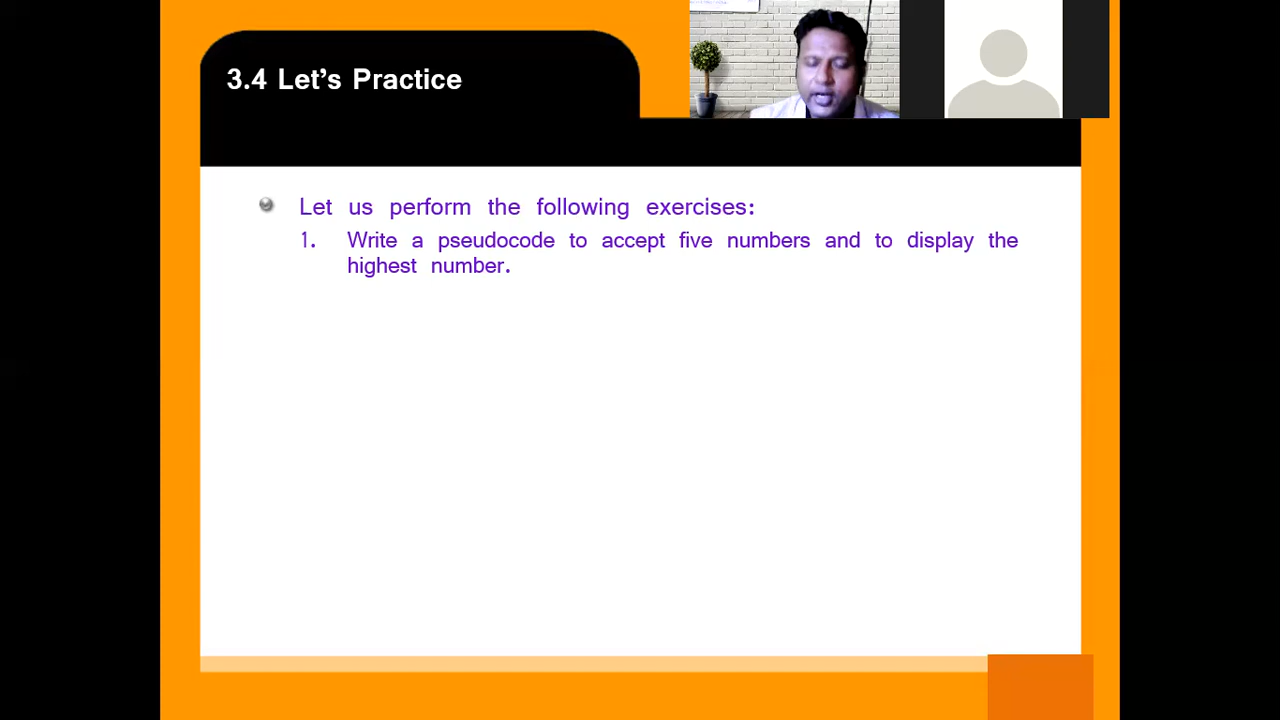 3.4 Let's Practice
Let us perform the following exercises:
1. Write a pseudocode to accept five numbers and to display the
highest number.